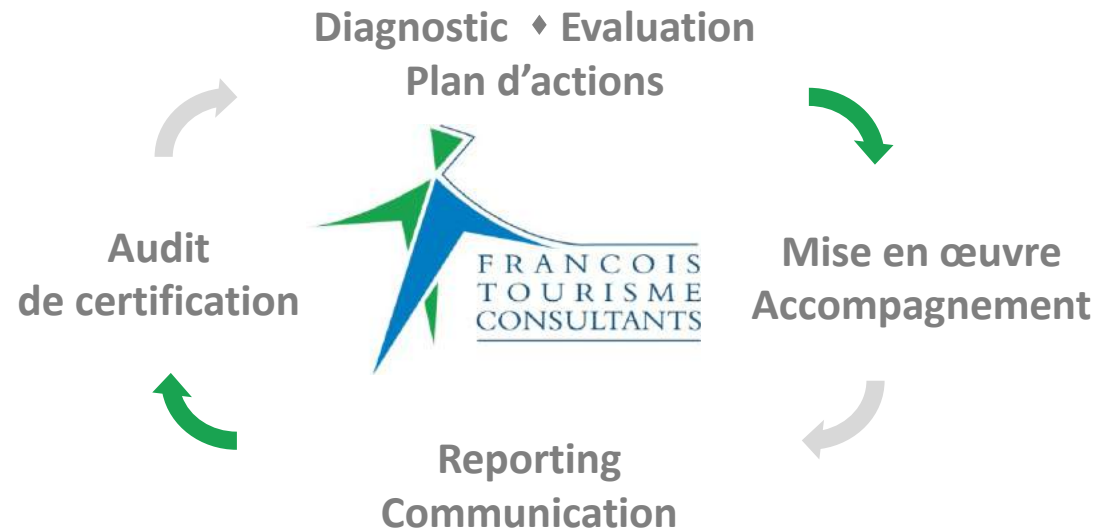 Diagnostic ♦ Evaluation
Plan d’actions
Audit
de certification
FRANCOIS
TOURISME
CONSULTANTS
Mise en œuvre
Accompagnement
Reporting
Communication